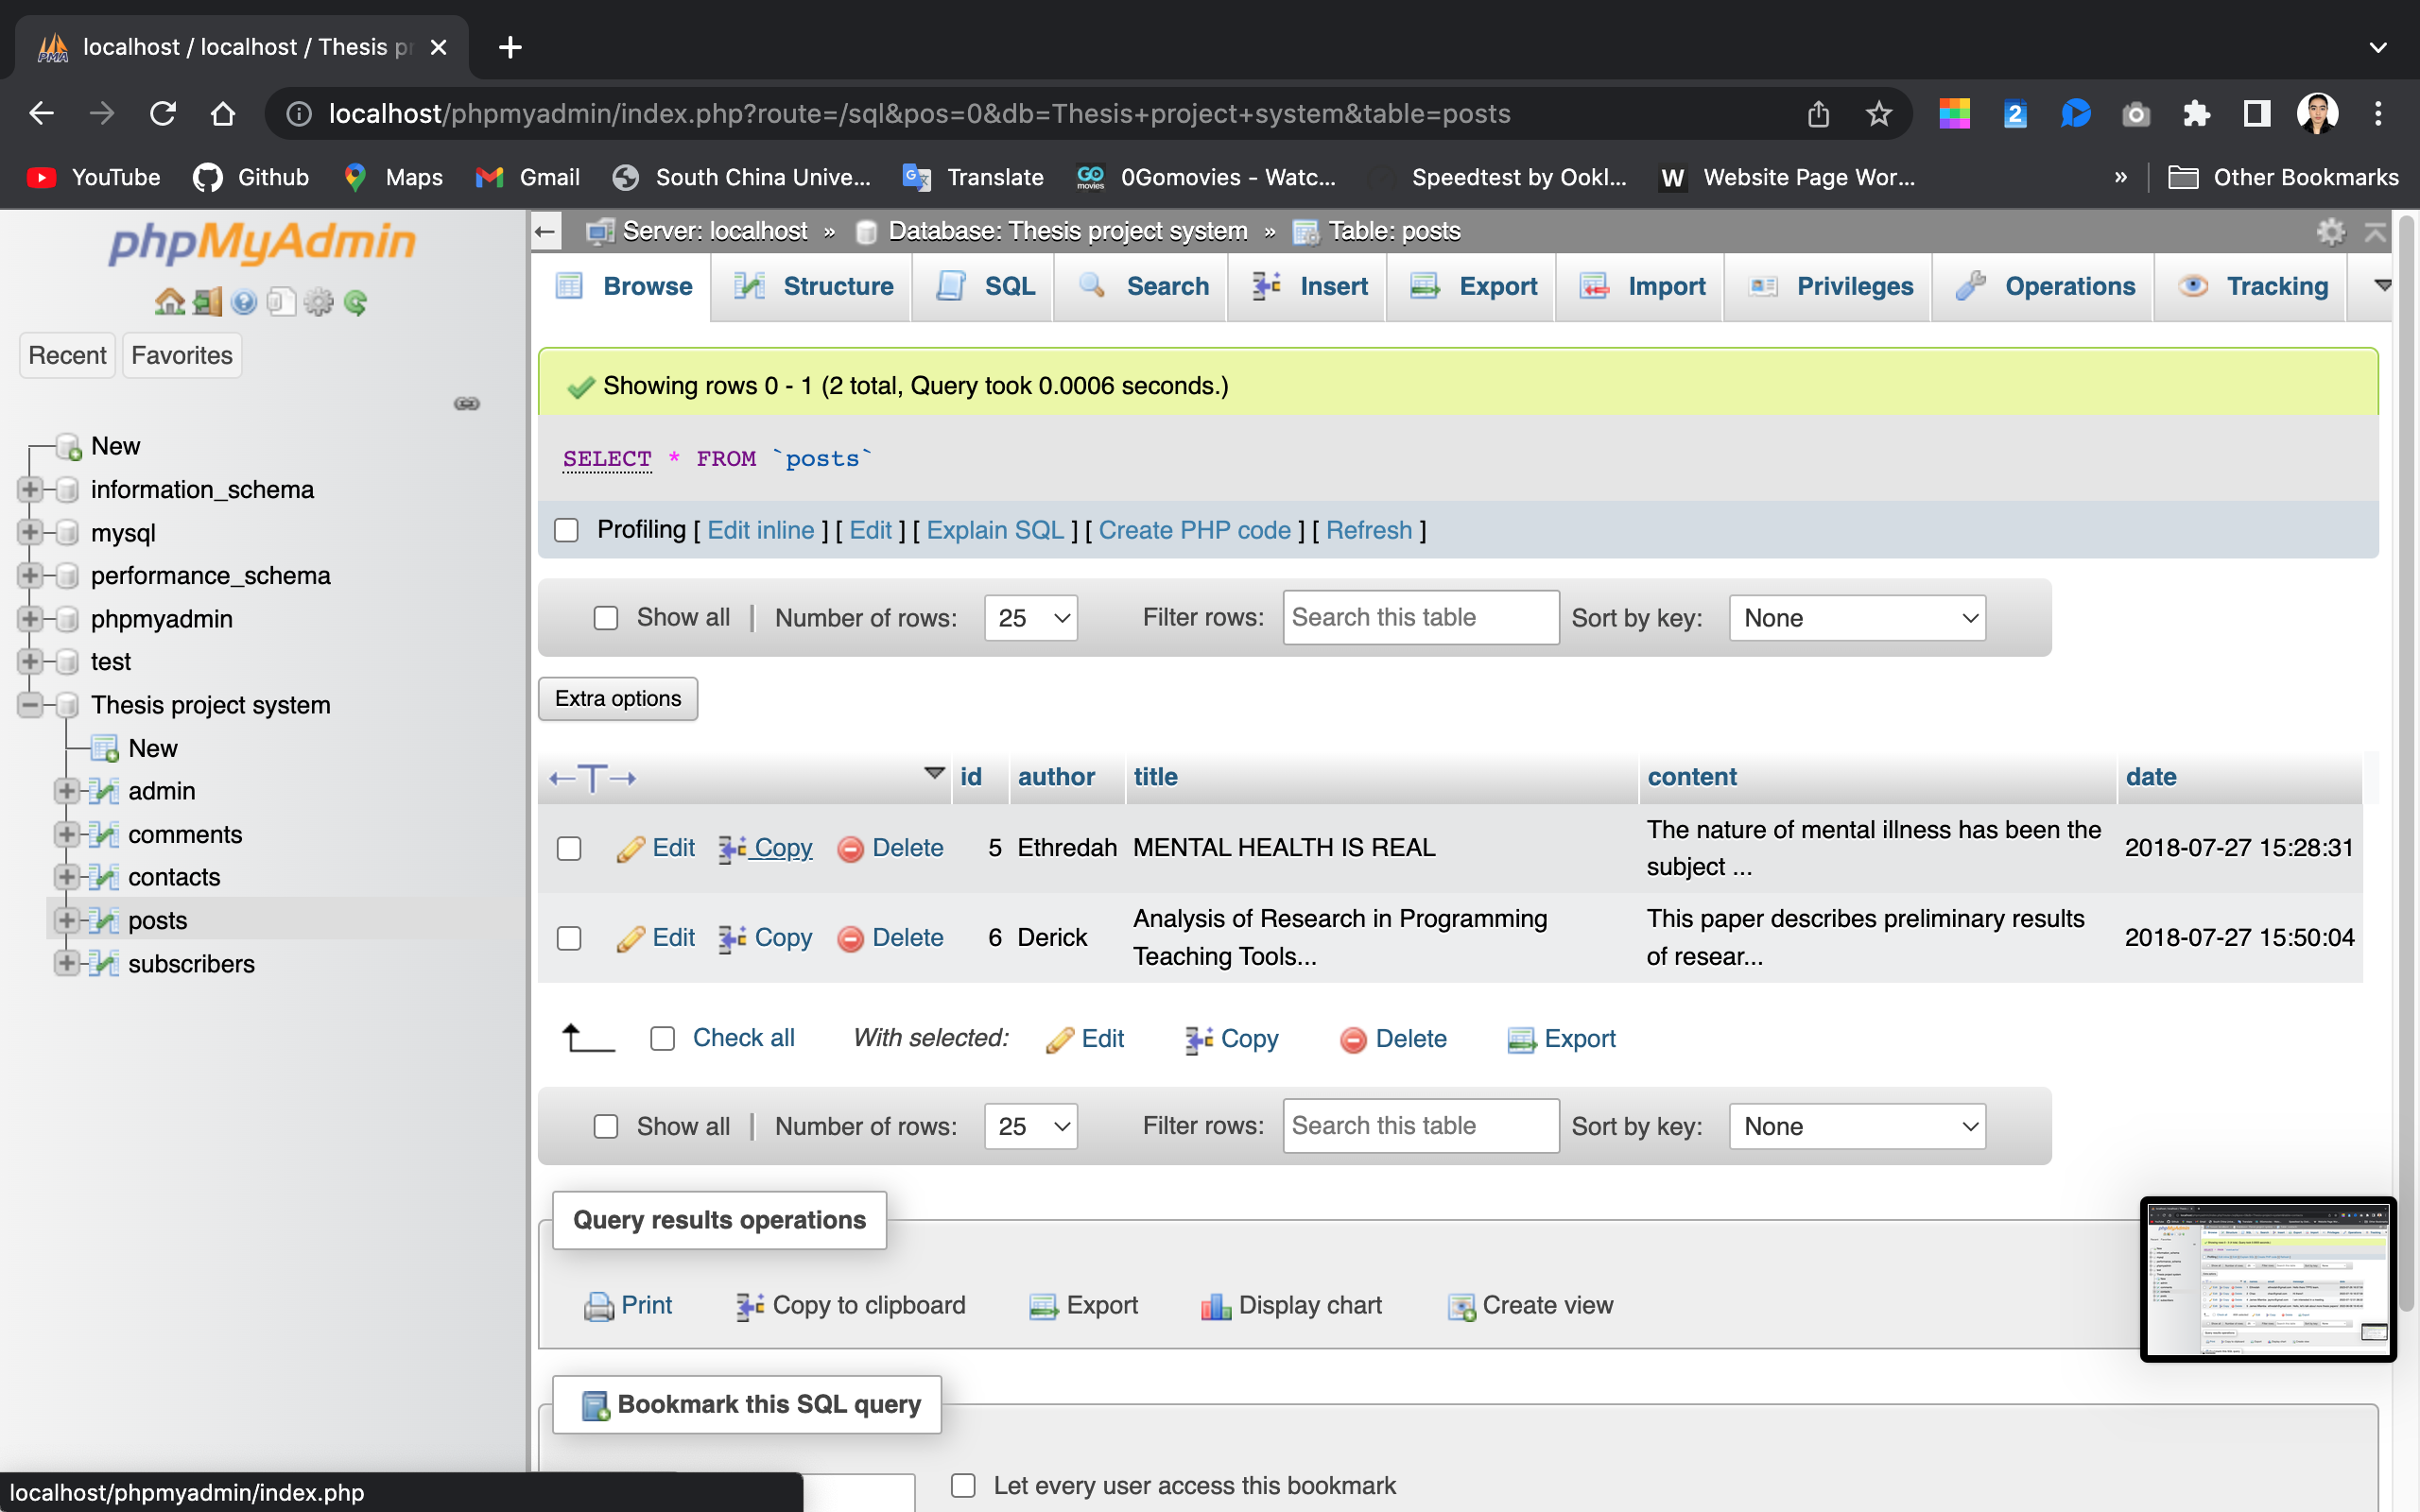 localhost / localhost / Thesis pr
localhost/phpmyadmin/index.php?route=/sql&pos=0&db=Thesis+project+system&table=posts
2
YouTube
Github
Maps
Gmail
South China Unive...
Translate
GO
movies
0Gomovies - Watc...
Speedtest by Ookl...
W
Website Page Wor...
»
Other Bookmarks
phpMyAdmin
Recent
Favorites
New
information_schema
mysql
performance_schema
phpmyadmin
test
Thesis project system
New
admin
comments
contacts
posts
subscribers
Server: localhost » Database: Thesis project system » Table: posts
Browse
Structure
SQL
Search
Insert
Export
Import
Privileges
Operations
Tracking
Showing rows 0 - 1 (2 total, Query took 0.0006 seconds.)
SELECT * FROM `posts`
Profiling [ Edit inline ] [ Edit ] [ Explain SQL ] [ Create PHP code ] [ Refresh ]
Show all | Number of rows: 25 Filter rows: Search this table Sort by key: None
Extra options
←T→ id author title content date
Edit Copy Delete 5 Ethredah MENTAL HEALTH IS REAL The nature of mental illness has been the
subject ... 2018-07-27 15:28:31
Edit Copy Delete 6 Derick Analysis of Research in Programming
Teaching Tools... This paper describes preliminary results
of resear... 2018-07-27 15:50:04
Check all With selected: Edit Copy Delete Export
Show all | Number of rows: 25 Filter rows: Search this table Sort by key: None
Query results operations
Print
Copy to clipboard
Export
Display chart
Create view
Bookmark this SQL query
Let every user access this bookmark
localhost/phpmyadmin/index.php